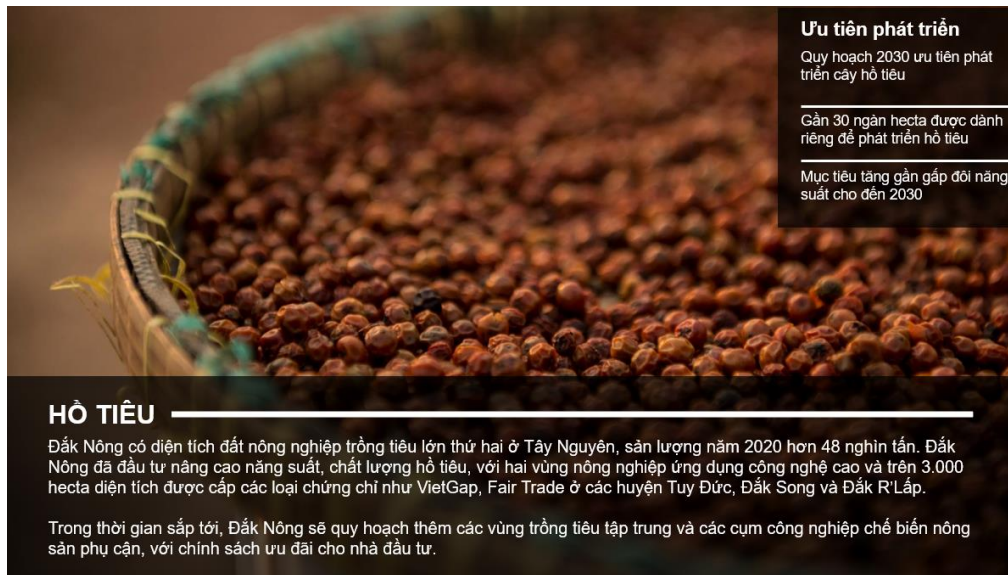 Ưu tiên phát triển
Quy hoạch 2030 ưu tiên phát
triển cây hồ tiêu
Gần 30 ngàn hecta được dành
riêng để phát triển hồ tiêu
Mục tiêu tăng gần gấp đôi năng
suất cho đến 2030
HỒ TIÊU
Đắk Nông có diện tích đất nông nghiệp trồng tiêu lớn thứ hai ở Tây Nguyên, sản lượng năm 2020 hơn 48 nghìn tấn. Đắk
Nông đã đầu tư nâng cao năng suất, chất lượng hồ tiêu, với hai vùng nông nghiệp ứng dụng công nghệ cao và trên 3.000
hecta diện tích được cấp các loại chứng chỉ như VietGap, Fair Trade ở các huyện Tuy Đức, Đắk Song và Đắk R'Lấp.
Trong thời gian sắp tới, Đắk Nông sẽ quy hoạch thêm các vùng trồng tiêu tập trung và các cụm công nghiệp chế biến nông
sản phụ cận, với chính sách ưu đãi cho nhà đầu tư.